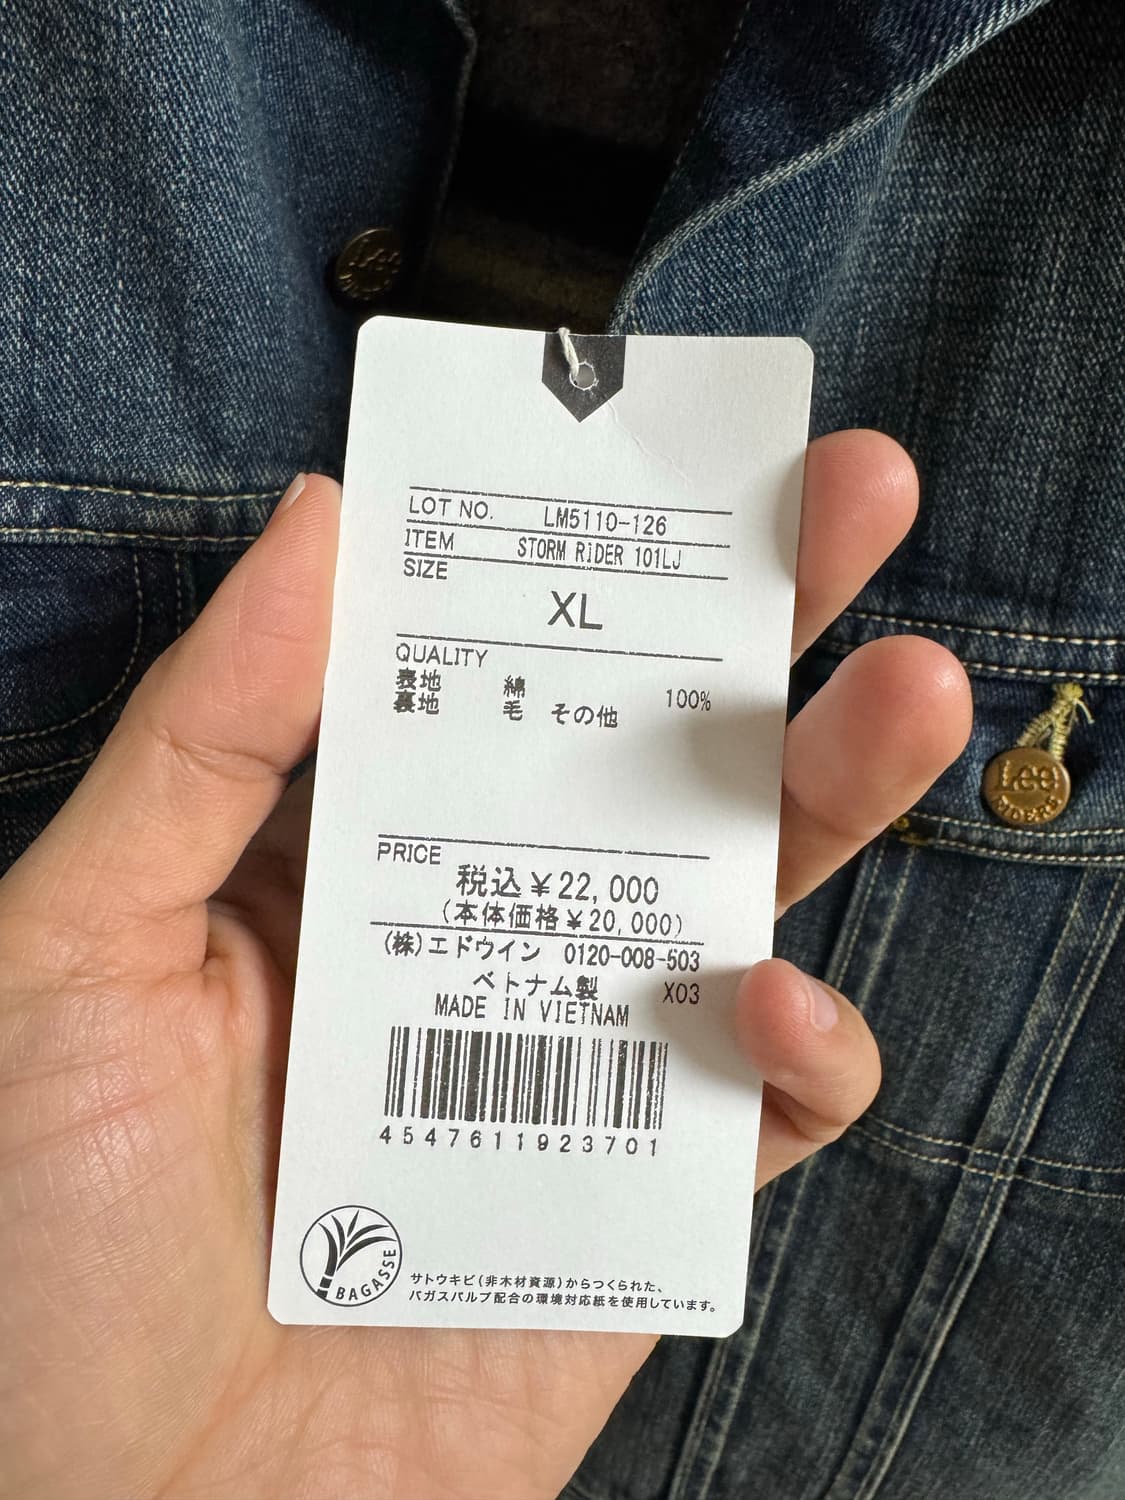 LOT NO. LM5110-126
ITEM STORM RiDER 101LJ
SIZE
XL
QUALITY
表地 綿 100%
裏地 毛 その他
PRICE
税込¥22,000
(本体価格¥20,000)
(株)エドウイン 0120-008-503
ベトナム製 X03
MADE IN VIETNAM
4547611923701
BAGASSE
サトウキビ(非木材資源)からつくられた、
バガスパルプ配合の環境対応紙を使用しています。
Lee
RIDERS